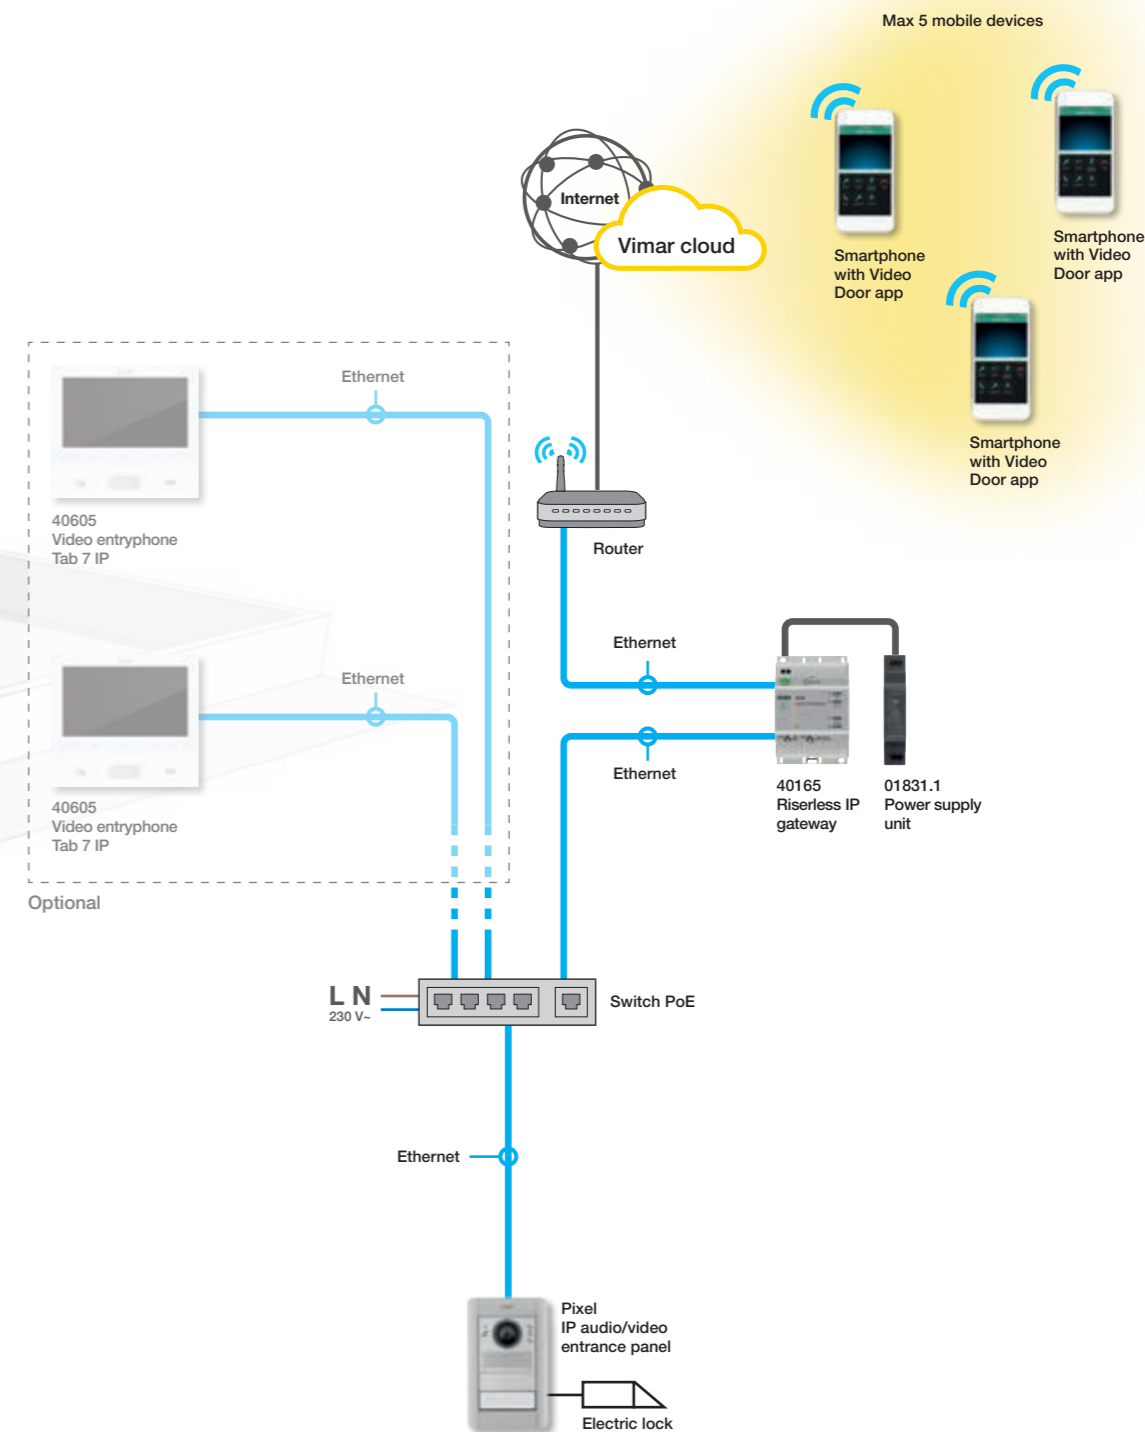 Max 5 mobile devices
Internet
Vimar cloud
Smartphone
with Video
Door app
Smartphone
with Video
Door app
Smartphone
with Video
Door app
Ethernet
40605
Video entryphone
Tab 7 IP
Router
Ethernet
Ethernet
Ethernet
40165
Riserless IP
gateway
01831.1
Power supply
unit
40605
Video entryphone
Tab 7 IP
Optional
L N
230 V~
Switch PoE
Ethernet
Pixel
IP audio/video
entrance panel
Electric lock